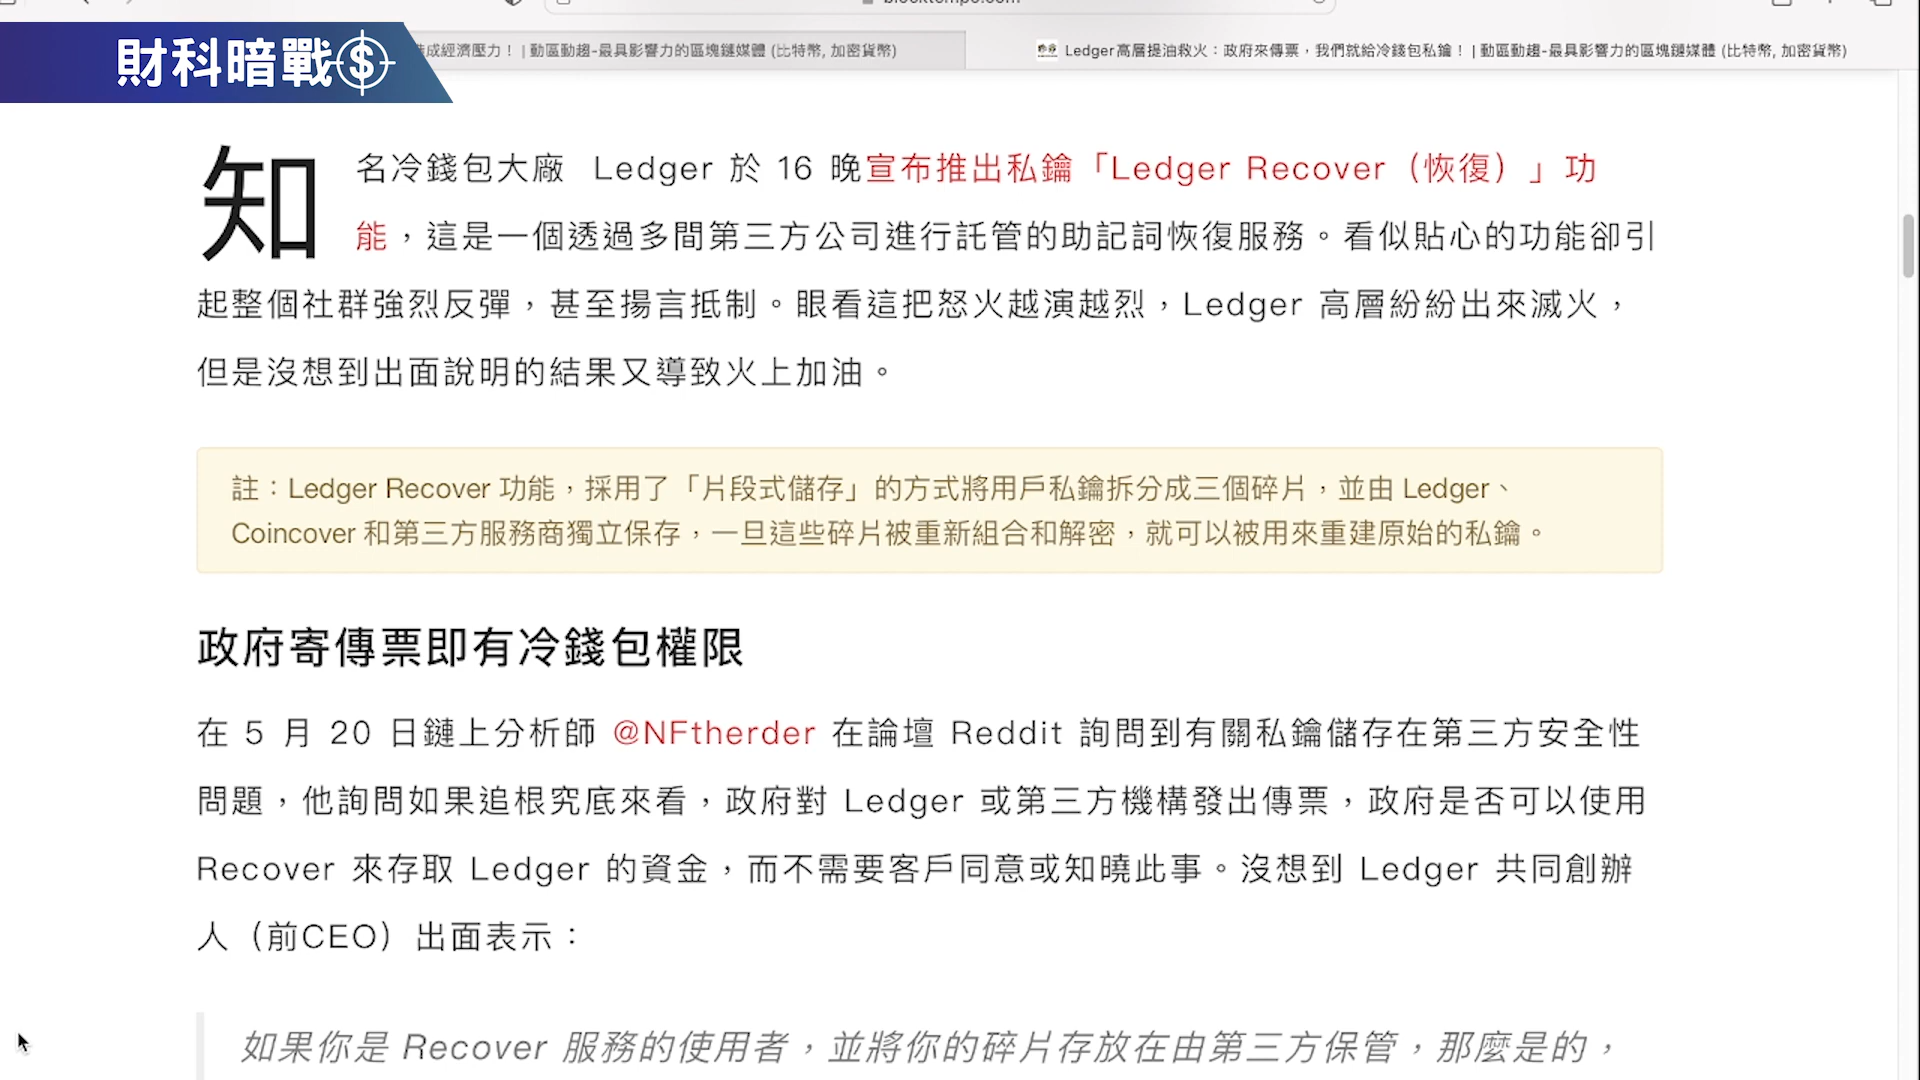 財科暗戰
成經濟壓力！ | 動區動趨-最具影響力的區塊鏈媒體 (比特幣, 加密貨幣)
Ledger高層提油救火：政府來傳票，我們就給冷錢包私鑰！ | 動區動趨-最具影響力的區塊鏈媒體 (比特幣, 加密貨幣)
知名冷錢包大廠 Ledger 於 16 晚宣布推出私鑰「Ledger Recover（恢復）」功
能，這是一個透過多間第三方公司進行託管的助記詞恢復服務。看似貼心的功能卻引
起整個社群強烈反彈，甚至揚言抵制。眼看這把怒火越演越烈，Ledger 高層紛紛出來滅火，
但是沒想到出面說明的結果又導致火上加油。
註：Ledger Recover 功能，採用了「片段式儲存」的方式將用戶私鑰拆分成三個碎片，並由 Ledger、
Coincover 和第三方服務商獨立保存，一旦這些碎片被重新組合和解密，就可以被用來重建原始的私鑰。
政府寄傳票即有冷錢包權限
在 5 月 20 日鏈上分析師 @NFtherder 在論壇 Reddit 詢問到有關私鑰儲存在第三方安全性
問題，他詢問如果追根究底來看，政府對 Ledger 或第三方機構發出傳票，政府是否可以使用
Recover 來存取 Ledger 的資金，而不需要客戶同意或知曉此事。沒想到 Ledger 共同創辦
人（前CEO）出面表示：
如果你是 Recover 服務的使用者，並將你的碎片存放在由第三方保管，那麼是的，